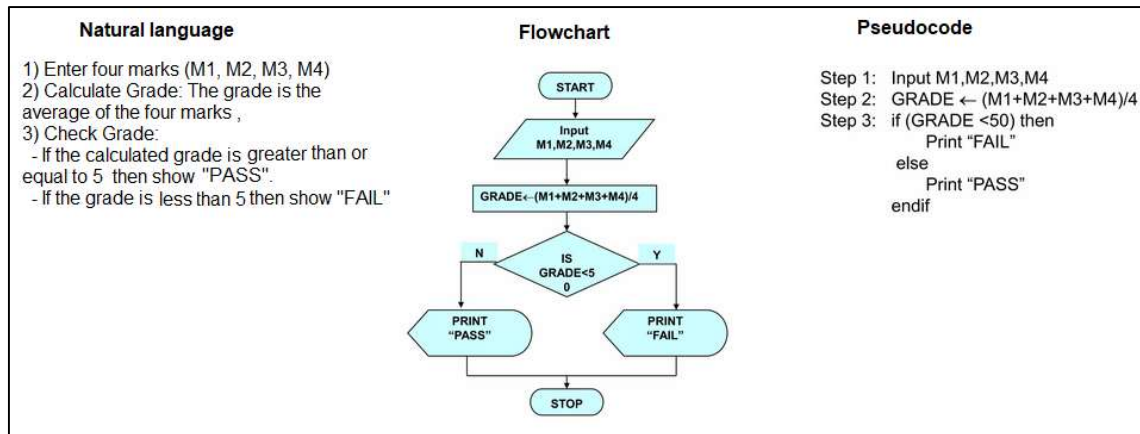 Natural language
1) Enter four marks (M1, M2, M3, M4)
2) Calculate Grade: The grade is the
average of the four marks ,
3) Check Grade:
- If the calculated grade is greater than or
equal to 5 then show "PASS".
- If the grade is less than 5 then show "FAIL"
Flowchart
START
Input
M1,M2,M3,M4
GRADE←(M1+M2+M3+M4)/4
N
IS
GRADE<5
0
Y
PRINT
“PASS”
PRINT
“FAIL”
STOP
Pseudocode
Step 1: Input M1,M2,M3,M4
Step 2: GRADE ← (M1+M2+M3+M4)/4
Step 3: if (GRADE <50) then
Print “FAIL”
else
Print “PASS”
endif